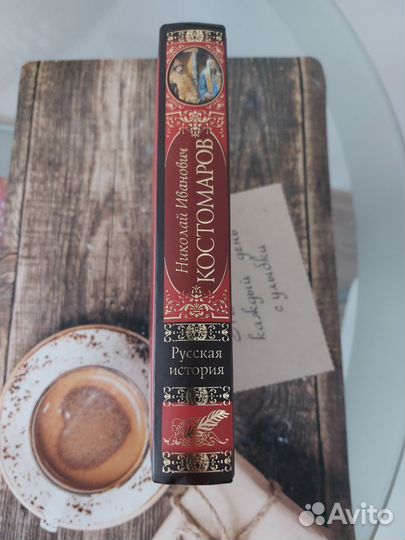 Николай Иванович
КОСТОМАРОВ
Русская
история
каждый день
с улыбки
Avito